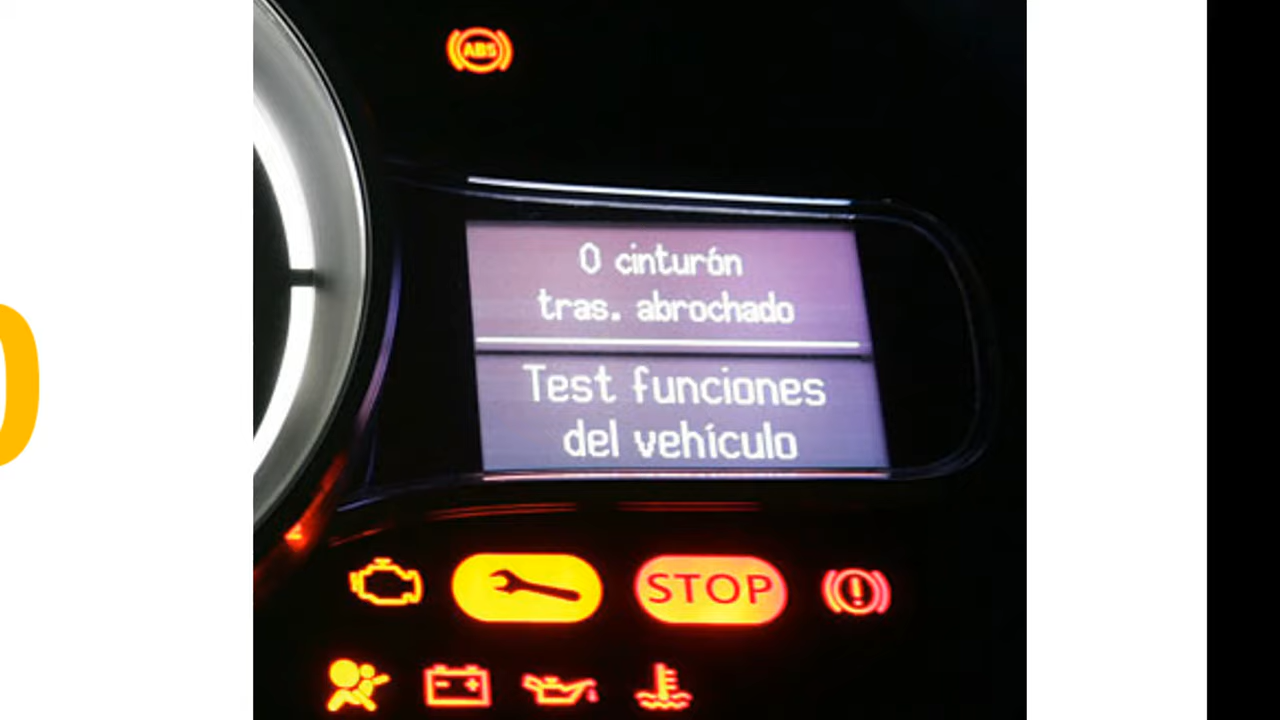 ABS
0 cinturón
tras. abrochado
Test funciones
del vehículo
STOP